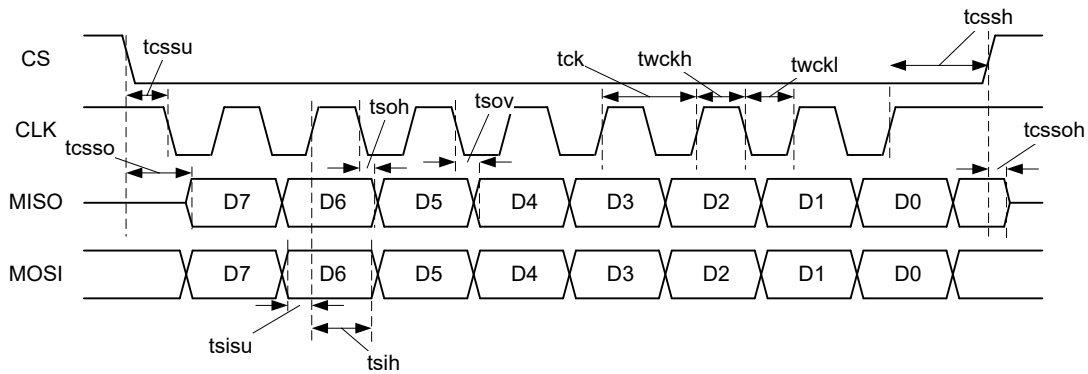 tcssh
tcssu
CS
tck
twckh
twckl
tsoh
tsov
CLK
tcsso
tcssoh
MISO
D7
D6
D5
D4
D3
D2
D1
D0
MOSI
D7
D6
D5
D4
D3
D2
D1
D0
tsisu
tsih